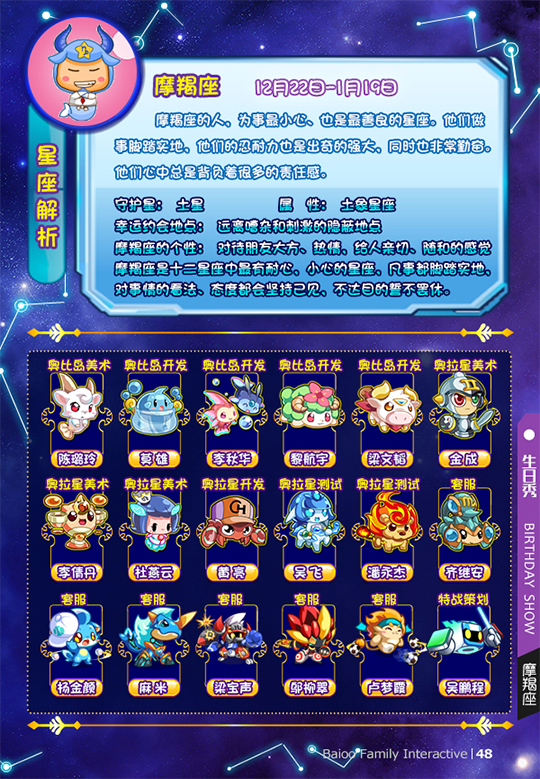 摩羯座 12月22日-1月19日
摩羯座的人，为事最小心，也是最善良的星座。他们做
事脚踏实地，他们的忍耐力也是出奇的强大，同时也非常勤奋。
他们心中总是背负着很多的责任感。
星座解析
守护星： 土星 属 性： 土象星座
幸运约会地点： 远离嘈杂和刺激的隐蔽地点
摩羯座的个性： 对待朋友大方、热情、给人亲切、随和的感觉
摩羯座是十二星座中最有耐心，小心的星座，凡事都脚踏实地，
对事情的看法、态度都会坚持己见，不达目的誓不罢休。
奥比岛美术 奥比岛开发 奥比岛开发 奥比岛开发 奥比岛开发 奥拉星美术
陈璐玲 莫雄 李秋华 黎航宇 梁文韬 金成
奥拉星美术 奥拉星美术 奥拉星开发 奥拉星测试 奥拉星测试 客服
CH
李倩丹 杜燕云 黄亮 吴飞 潘永杰 齐继安
客服 客服 客服 客服 客服 特战策划
杨金颜 麻米 梁宝声 邬柳翠 卢梦霞 吴鹏程
生日秀 BIRTHDAY SHOW
摩羯座
Baioo Family Interactive | 48